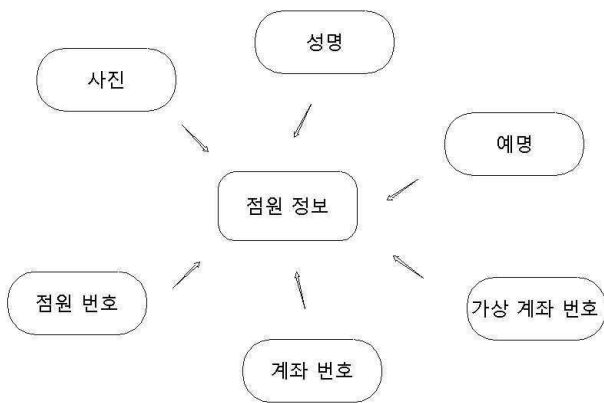 성명
사진
예명
점원 정보
점원 번호
가상 계좌 번호
계좌 번호